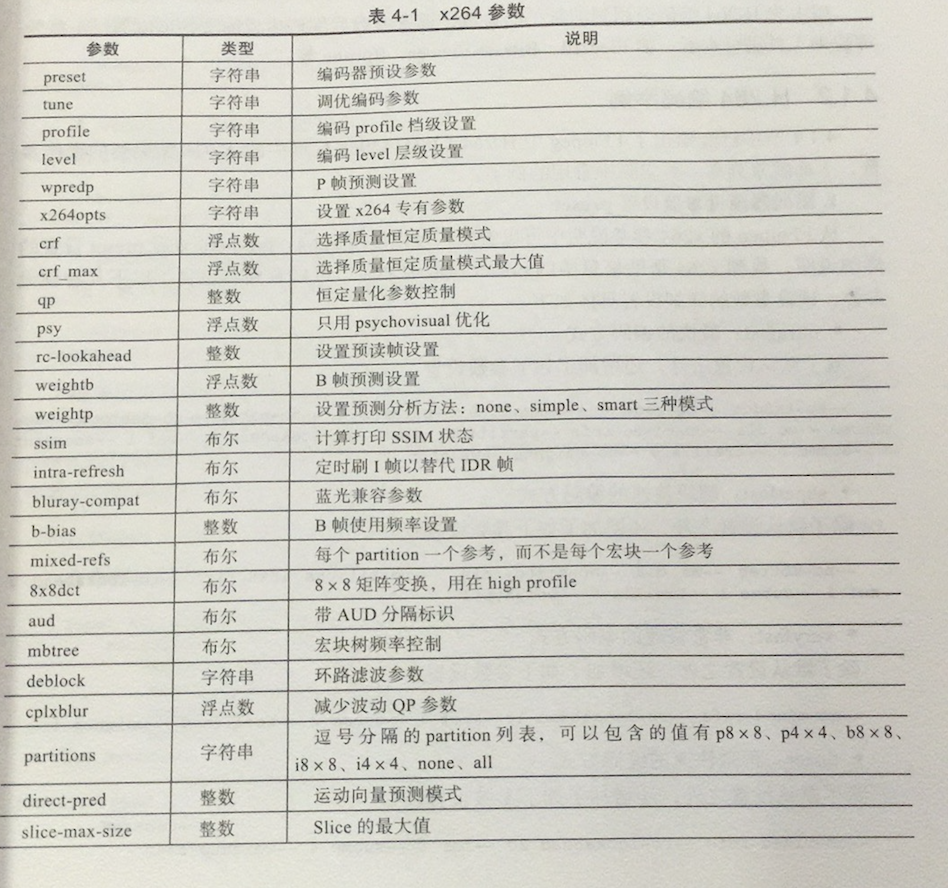 表 4-1 x264 参数
参数 类型 说明
preset 字符串 编码器预设参数
tune 字符串 调优编码参数
profile 字符串 编码 profile 档级设置
level 字符串 编码 level 层级设置
wpredp 字符串 P 帧预测设置
x264opts 字符串 设置 x264 专有参数
crf 浮点数 选择质量恒定质量模式
crf_max 浮点数 选择质量恒定质量模式最大值
qp 整数 恒定量化参数控制
psy 浮点数 只用 psychovisual 优化
rc-lookahead 整数 设置预读帧设置
weightb 浮点数 B 帧预测设置
weightp 整数 设置预测分析方法：none、simple、smart 三种模式
ssim 布尔 计算打印 SSIM 状态
intra-refresh 布尔 定时刷 I 帧以替代 IDR 帧
bluray-compat 布尔 蓝光兼容参数
b-bias 整数 B 帧使用频率设置
mixed-refs 布尔 每个 partition 一个参考，而不是每个宏块一个参考
8x8dct 布尔 8×8 矩阵变换，用在 high profile
aud 布尔 带 AUD 分隔标识
mbtree 布尔 宏块树频率控制
deblock 字符串 环路滤波参数
cplxblur 浮点数 减少波动 QP 参数
partitions 字符串 逗号分隔的 partition 列表，可以包含的值有 p8×8、p4×4、b8×8、
i8×8、i4×4、none、all
direct-pred 整数 运动向量预测模式
slice-max-size 整数 Slice 的最大值